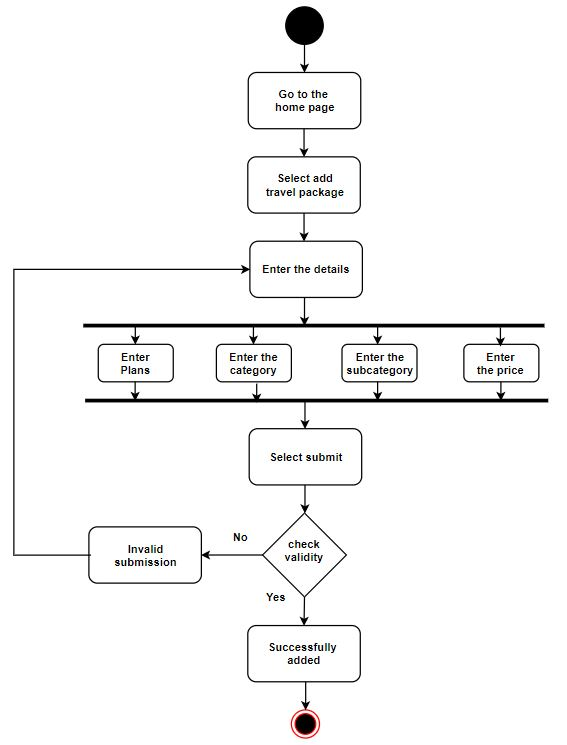 Go to the
home page
Select add
travel package
Enter the details
Enter
Plans
Enter the
category
Enter the
subcategory
Enter
the price
Select submit
check
validity
No
Invalid
submission
Yes
Successfully
added